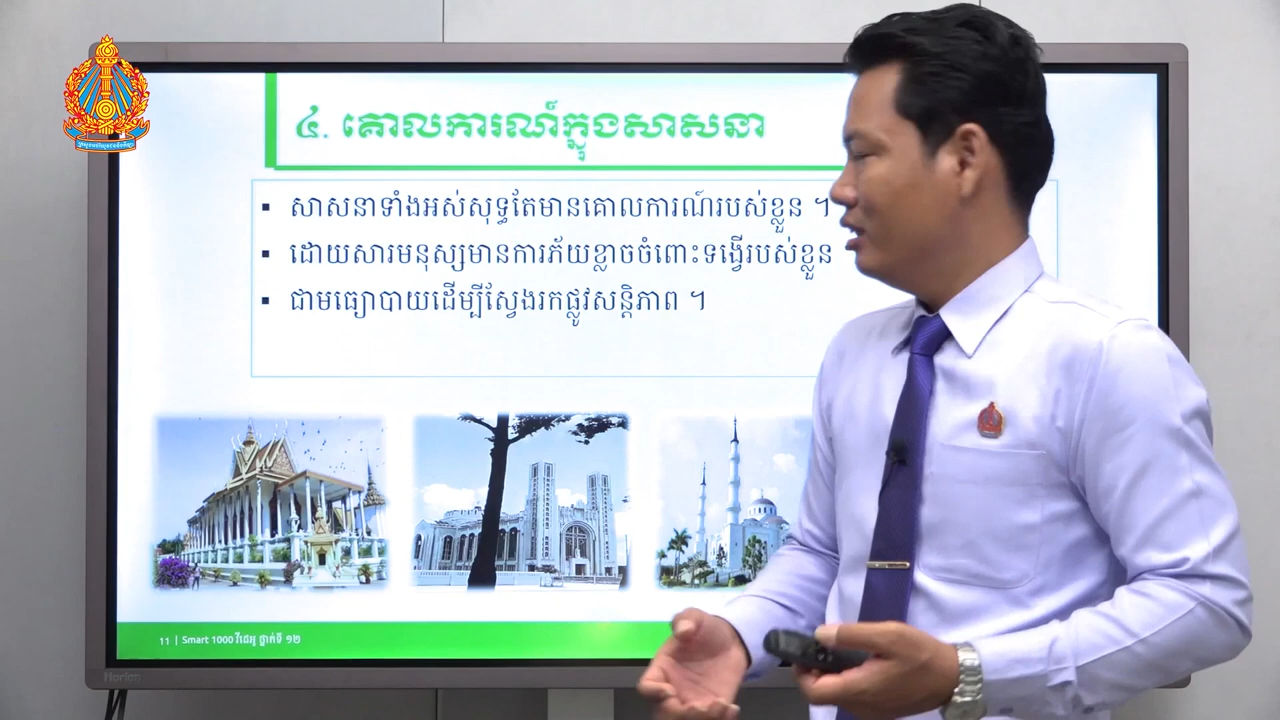 ៤. គោលការណ៍ក្នុងសាសនា
▪ សាសនាទាំងអស់សុទ្ធតែមានគោលការណ៍របស់ខ្លួន ។
▪ ដោយសារមនុស្សមានការភ័យខ្លាចចំពោះទង្វើរបស់ខ្លួន
▪ ជាមធ្យោបាយដើម្បីស្វែងរកផ្លូវសន្តិភាព ។
11 | Smart 1000 វីដេអូ ថ្នាក់ទី ១២
Horion